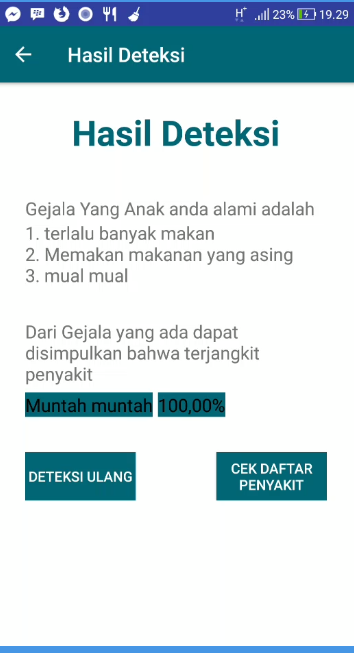 H+ 23% 19.29
Hasil Deteksi
Hasil Deteksi
Gejala Yang Anak anda alami adalah
1. terlalu banyak makan
2. Memakan makanan yang asing
3. mual mual
Dari Gejala yang ada dapat
disimpulkan bahwa terjangkit
penyakit
Muntah muntah 100,00%
DETEKSI ULANG
CEK DAFTAR
PENYAKIT